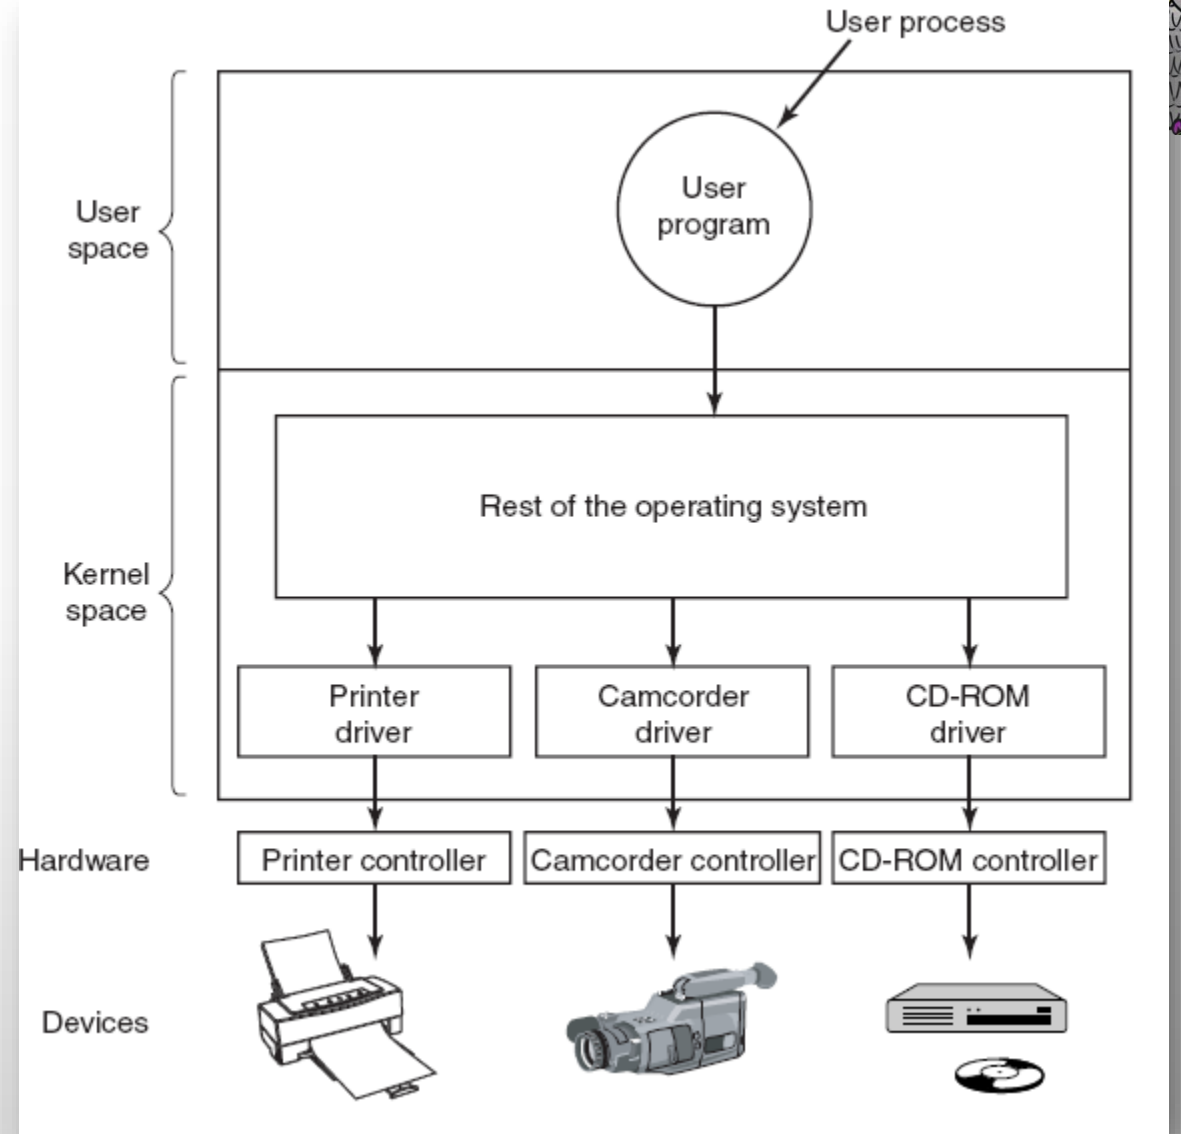 User process
User
program
User
space
Rest of the operating system
Kernel
space
Printer
driver
Camcorder
driver
CD-ROM
driver
Hardware
Printer controller
Camcorder controller
CD-ROM controller
Devices